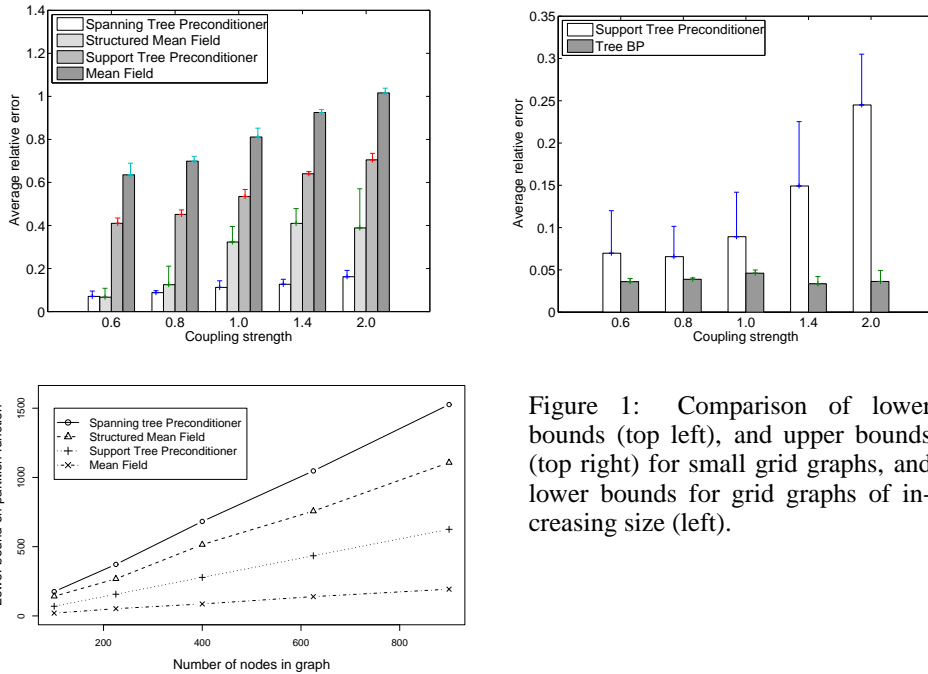 1.4
1.2
1
0.8
0.6
0.4
0.2
0
Average relative error
Spanning Tree Preconditioner
Structured Mean Field
Support Tree Preconditioner
Mean Field
0.6 0.8 1.0 1.4 2.0
Coupling strength
0.35
0.3
0.25
0.2
0.15
0.1
0.05
0
Average relative error
Support Tree Preconditioner
Tree BP
0.6 0.8 1.0 1.4 2.0
Coupling strength
1500
1000
500
0
Spanning tree Preconditioner
Structured Mean Field
Support Tree Preconditioner
Mean Field
200 400 600 800
Number of nodes in graph
Figure 1: Comparison of lower
bounds (top left), and upper bounds
(top right) for small grid graphs, and
lower bounds for grid graphs of in-
creasing size (left).